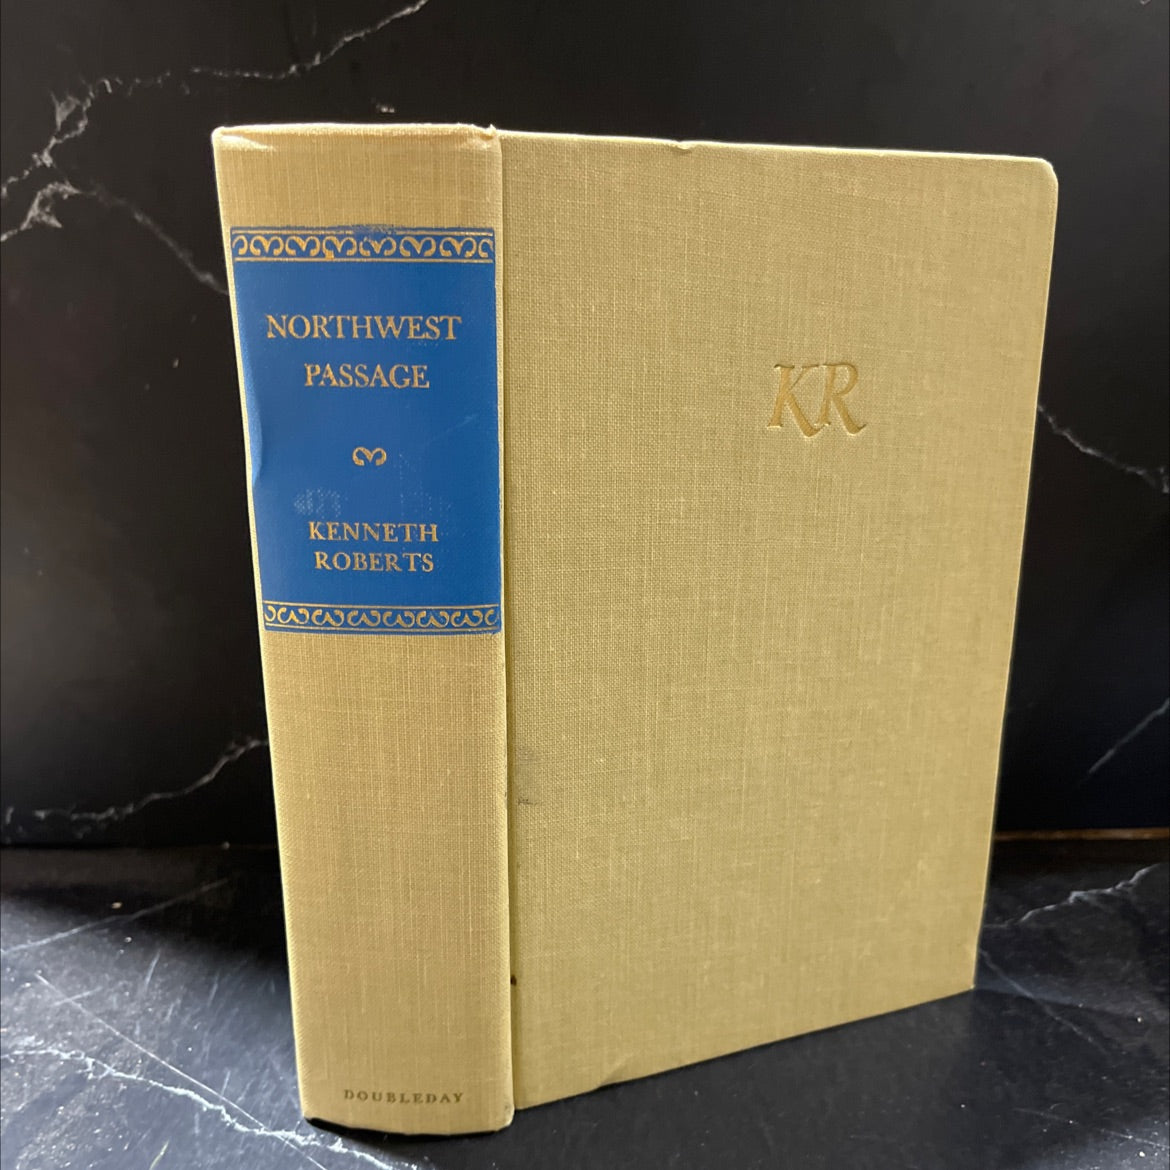 NORTHWEST
PASSAGE
KENNETH
ROBERTS
DOUBLEDAY
KR